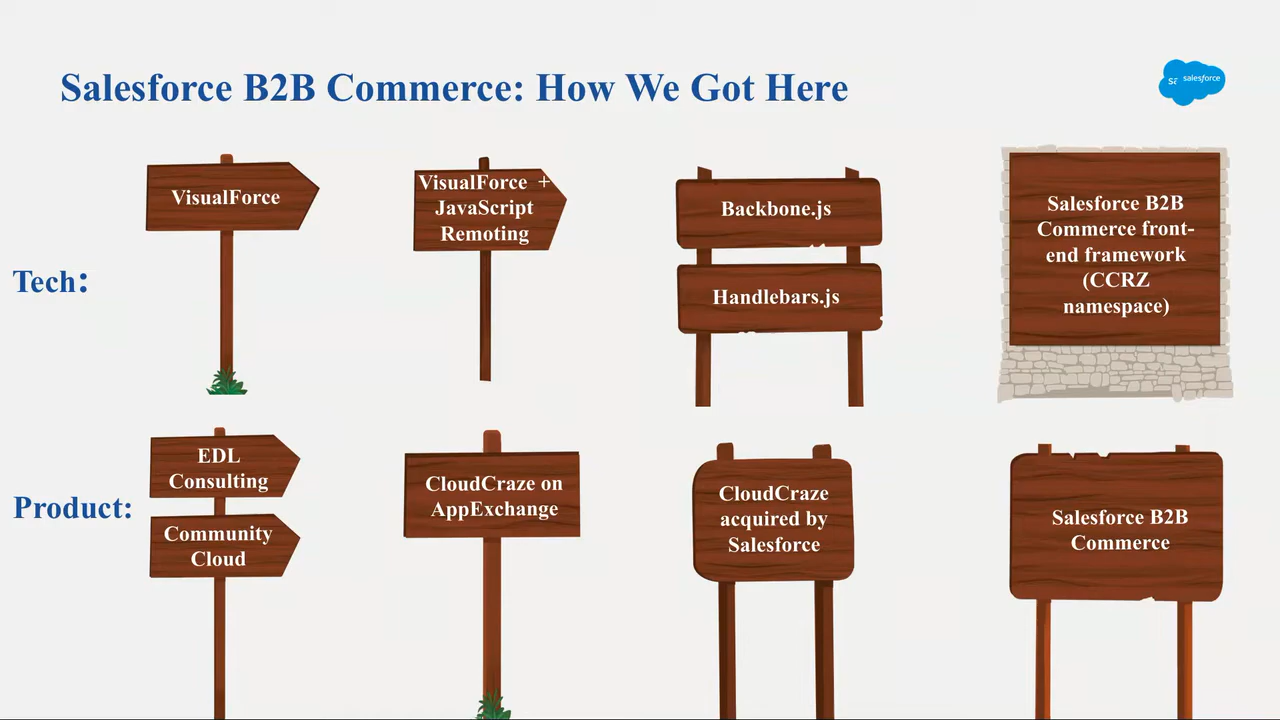 Salesforce B2B Commerce: How We Got Here
salesforce
Tech:
VisualForce
VisualForce +
JavaScript
Remoting
Backbone.js
Handlebars.js
Salesforce B2B
Commerce front-
end framework
(CCRZ
namespace)
Product:
EDL
Consulting
Community
Cloud
CloudCraze on
AppExchange
CloudCraze
acquired by
Salesforce
Salesforce B2B
Commerce